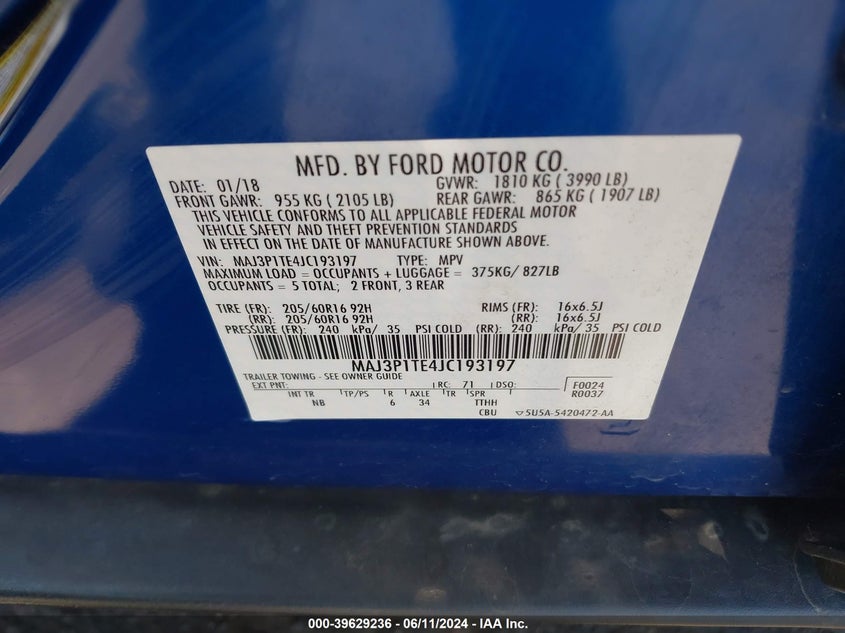 MFD. BY FORD MOTOR CO.
DATE: 01/18 GVWR: 1810 KG ( 3990 LB)
FRONT GAWR: 955 KG ( 2105 LB) REAR GAWR: 865 KG ( 1907 LB)
THIS VEHICLE CONFORMS TO ALL APPLICABLE FEDERAL MOTOR
VEHICLE SAFETY AND THEFT PREVENTION STANDARDS
IN EFFECT ON THE DATE OF MANUFACTURE SHOWN ABOVE.
VIN: MAJ3P1TE4JC193197 TYPE: MPV
MAXIMUM LOAD = OCCUPANTS + LUGGAGE = 375KG/ 827LB
OCCUPANTS = 5 TOTAL; 2 FRONT, 3 REAR
TIRE (FR): 205/60R16 92H RIMS (FR): 16x6.5J
(RR): 205/60R16 92H (RR): 16x6.5J
PRESSURE (FR): 240 kPa/ 35 PSI COLD (RR): 240 kPa/ 35 PSI COLD
MAJ3P1TE4JC193197
TRAILER TOWING - SEE OWNER GUIDE
EXT PNT: RC: 71 DSO: F0024
INT TR TP/PS R AXLE TR SPR R0037
NB 6 34 TTHH
CBU 5U5A-5420472-AA
000-39629236 - 06/11/2024 - IAA Inc.